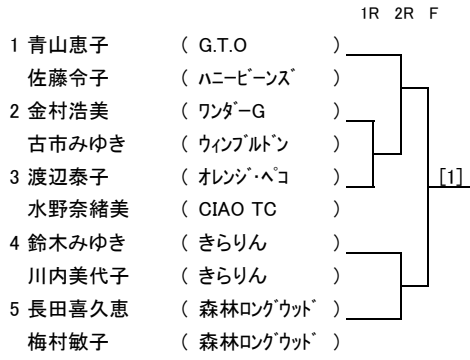 1R 2R F
1 青山恵子 ( G.T.O )
佐藤令子 ( ﾊﾆｰﾋﾞｰﾝｽﾞ )
2 金村浩美 ( ﾜﾝﾀﾞｰG )
古市みゆき ( ｳｨﾝﾌﾞﾙﾄﾞﾝ )
3 渡辺泰子 ( ｵﾚﾝｼﾞ・ﾍﾟｺ ) [1]
水野奈緒美 ( CIAO TC )
4 鈴木みゆき ( きらりん )
川内美代子 ( きらりん )
5 長田喜久恵 ( 森林ﾛﾝｸﾞｳｯﾄﾞ )
梅村敏子 ( 森林ﾛﾝｸﾞｳｯﾄﾞ )